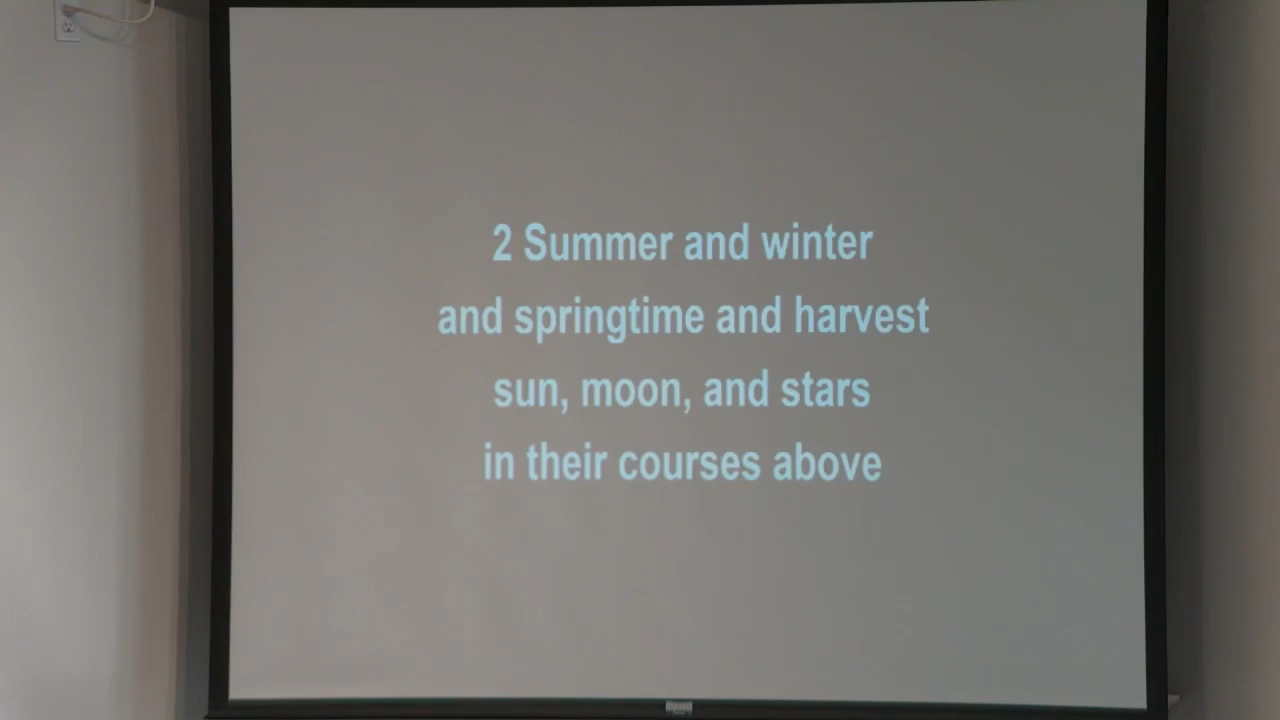 2 Summer and winter
and springtime and harvest
sun, moon, and stars
in their courses above